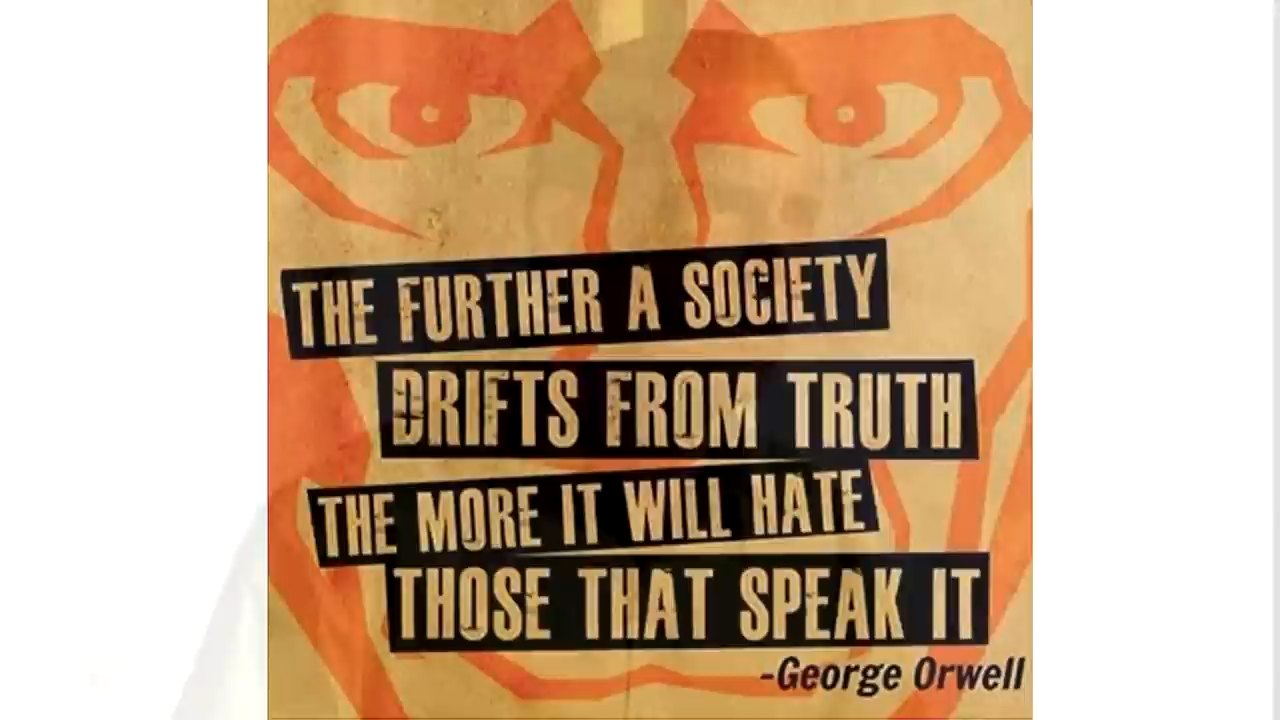 THE FURTHER A SOCIETY
DRIFTS FROM TRUTH
THE MORE IT WILL HATE
THOSE THAT SPEAK IT
-George Orwell